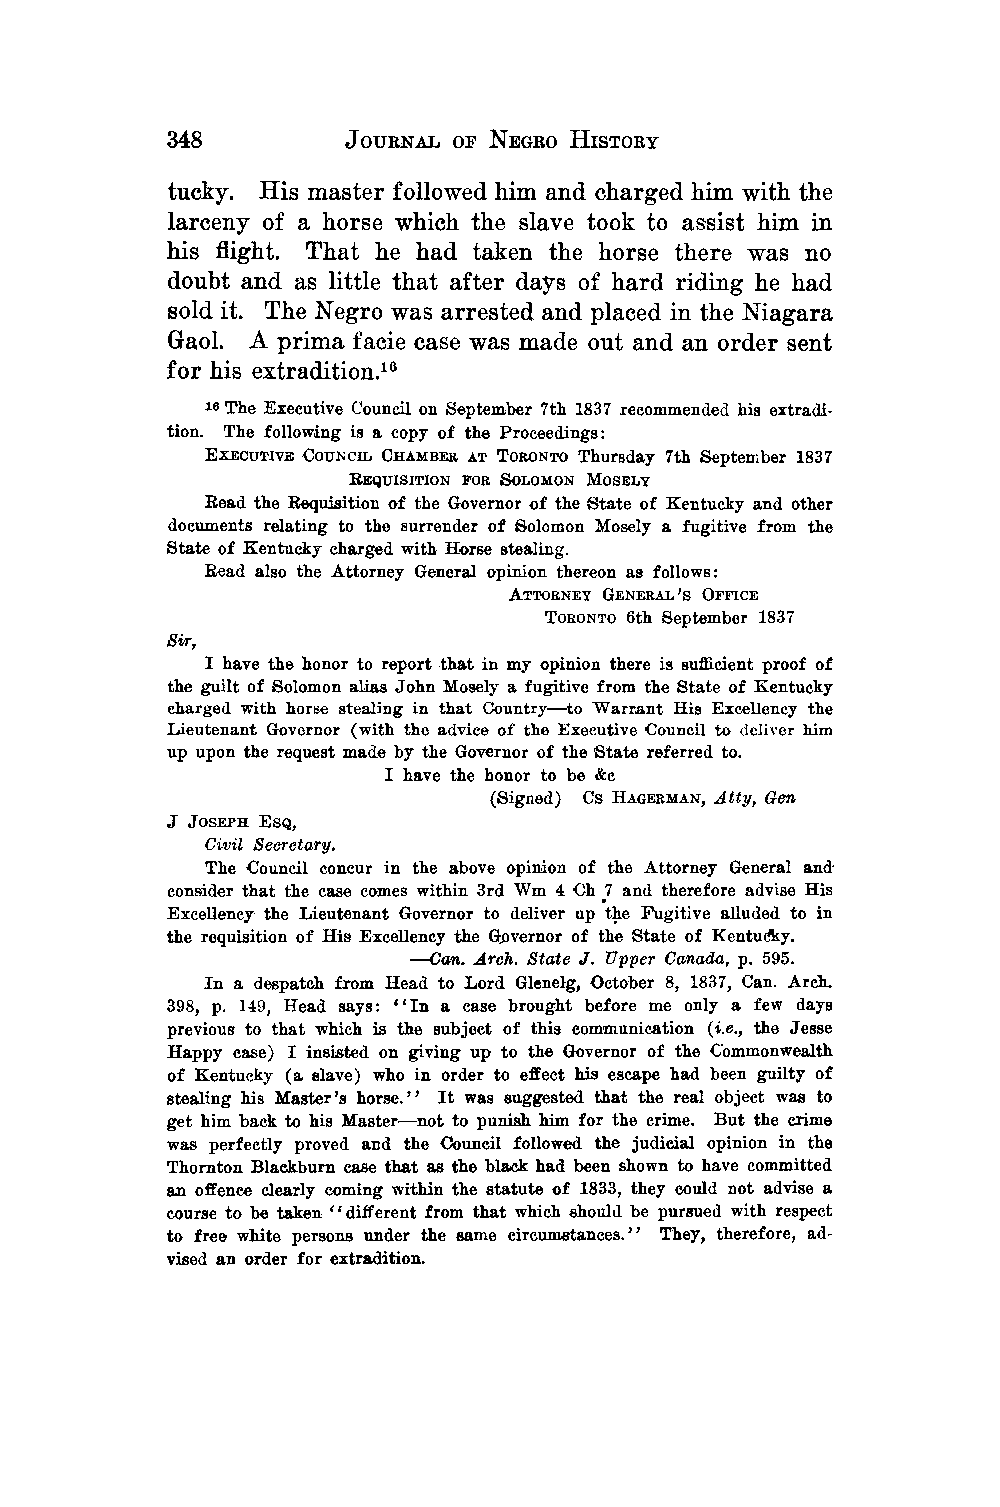 348 JOURNAL OF NEGRO HISTORY
tucky. His master followed him and charged him with the
larceny of a horse which the slave took to assist him in
his flight. That he had taken the horse there was no
doubt and as little that after days of hard riding he had
sold it. The Negro was arrested and placed in the Niagara
Gaol. A prima facie case was made out and an order sent
for his extradition.16
16 The Executive Council on September 7th 1837 recommended his extradi-
tion. The following is a copy of the Proceedings:
EXECUTIVE COUNCIL CHAMBER AT TORONTO Thursday 7th September 1837
REQUISITION FOR SOLOMON MOSELY
Read the Requisition of the Governor of the State of Kentucky and other
documents relating to the surrender of Solomon Mosely a fugitive from the
State of Kentucky charged with Horse stealing.
Read also the Attorney General opinion thereon as follows:
ATTORNEY GENERAL'S OFFICE
TORONTO 6th September 1837
Sir,
I have the honor to report that in my opinion there is sufficient proof of
the guilt of Solomon alias John Mosely a fugitive from the State of Kentucky
charged with horse stealing in that Country—to Warrant His Excellency the
Lieutenant Governor (with the advice of the Executive Council to deliver him
up upon the request made by the Governor of the State referred to.
I have the honor to be &c
(Signed) CS HAGERMAN, Atty, Gen
J JOSEPH ESQ,
Civil Secretary.
The Council concur in the above opinion of the Attorney General and
consider that the case comes within 3rd Wm 4 Ch 7 and therefore advise His
Excellency the Lieutenant Governor to deliver up the Fugitive alluded to in
the requisition of His Excellency the Governor of the State of Kentucky.
—Can. Arch. State J. Upper Canada, p. 595.
In a despatch from Head to Lord Glenelg, October 8, 1837, Can. Arch.
398, p. 149, Head says: "In a case brought before me only a few days
previous to that which is the subject of this communication (i.e., the Jesse
Happy case) I insisted on giving up to the Governor of the Commonwealth
of Kentucky (a slave) who in order to effect his escape had been guilty of
stealing his Master's horse." It was suggested that the real object was to
get him back to his Master—not to punish him for the crime. But the crime
was perfectly proved and the Council followed the judicial opinion in the
Thornton Blackburn case that as the black had been shown to have committed
an offence clearly coming within the statute of 1833, they could not advise a
course to be taken "different from that which should be pursued with respect
to free white persons under the same circumstances." They, therefore, ad-
vised an order for extradition.